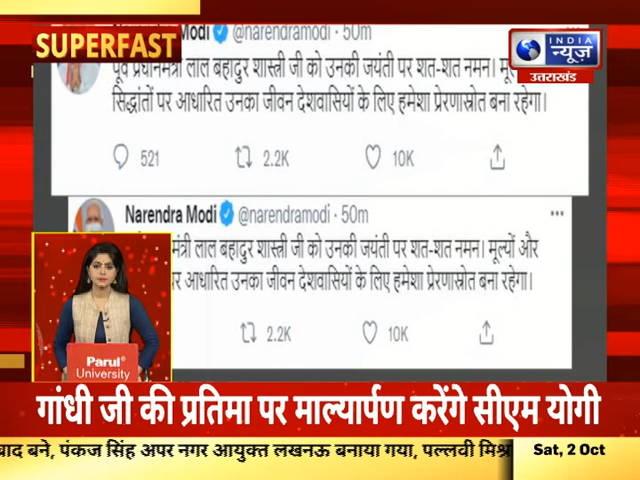 SUPERFAST
Narendra Modi @narendramodi · 50m
पूर्व प्रधानमंत्री लाल बहादुर शास्त्री जी को उनकी जयंती पर शत-शत नमन।
सिद्धांतों पर आधारित उनका जीवन देशवासियों के लिए हमेशा प्रेरणास्रोत बना रहेगा।
521 2.2K 10K
INDIA
न्यूज़
उत्तराखंड
Narendra Modi @narendramodi · 50m
लाल बहादुर शास्त्री जी को उनकी जयंती पर शत-शत नमन। मूल्यों और
आधारित उनका जीवन देशवासियों के लिए हमेशा प्रेरणास्रोत बना रहेगा।
2.2K 10K
Parul
University
गांधी जी की प्रतिमा पर माल्यार्पण करेंगे सीएम योगी
बने, पंकज सिंह अपर नगर आयुक्त लखनऊ बनाया गया, पल्लवी मिश्र
Sat, 2 Oct